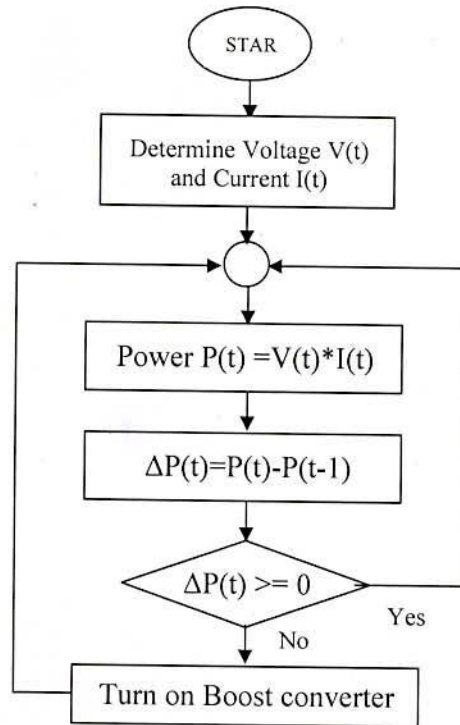 STAR
Determine Voltage V(t)
and Current I(t)
Power P(t) =V(t)*I(t)
ΔP(t)=P(t)-P(t-1)
ΔP(t) >= 0
Yes
No
Turn on Boost converter